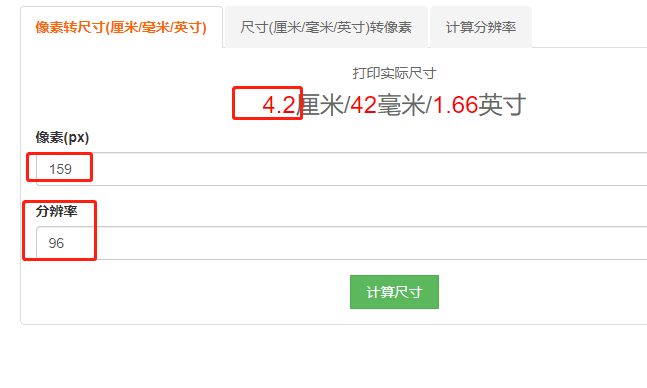 像素转尺寸(厘米/毫米/英寸) 尺寸(厘米/毫米/英寸)转像素 计算分辨率
打印实际尺寸
4.2厘米/42毫米/1.66英寸
像素(px)
159
分辨率
96
计算尺寸